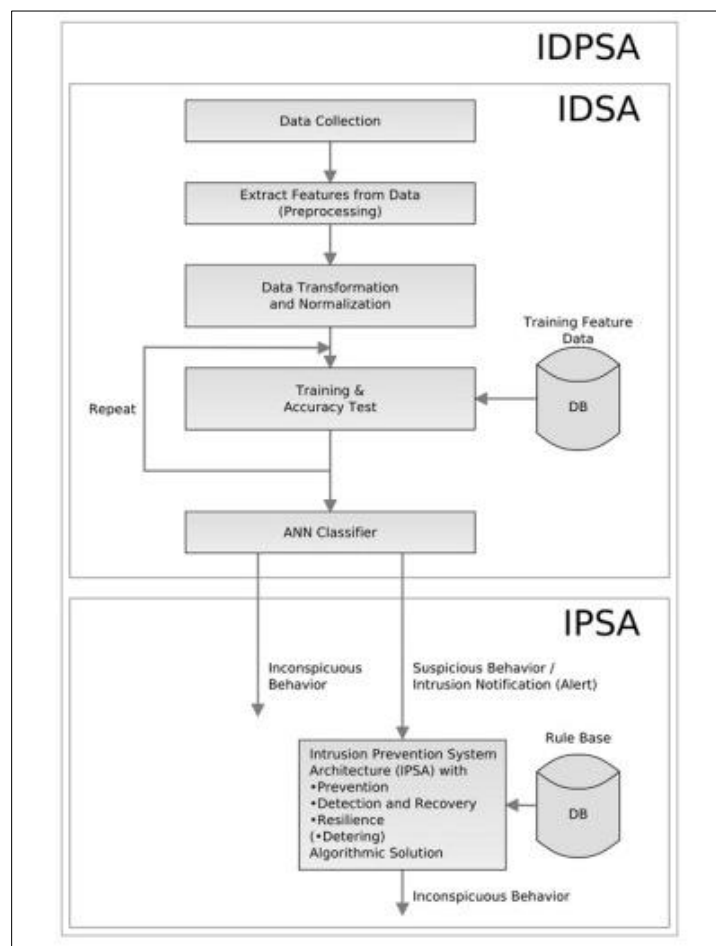 IDPSA
IDSA
Data Collection
Extract Features from Data
(Preprocessing)
Data Transformation
and Normalization
Training Feature
Data
DB
Training &
Accuracy Test
Repeat
ANN Classifier
IPSA
Inconspicuous
Behavior
Suspicious Behavior /
Intrusion Notification (Alert)
Intrusion Prevention System
Architecture (IPSA) with
•Prevention
•Detection and Recovery
•Resilience
(•Detering)
Algorithmic Solution
Rule Base
DB
Inconspicuous Behavior